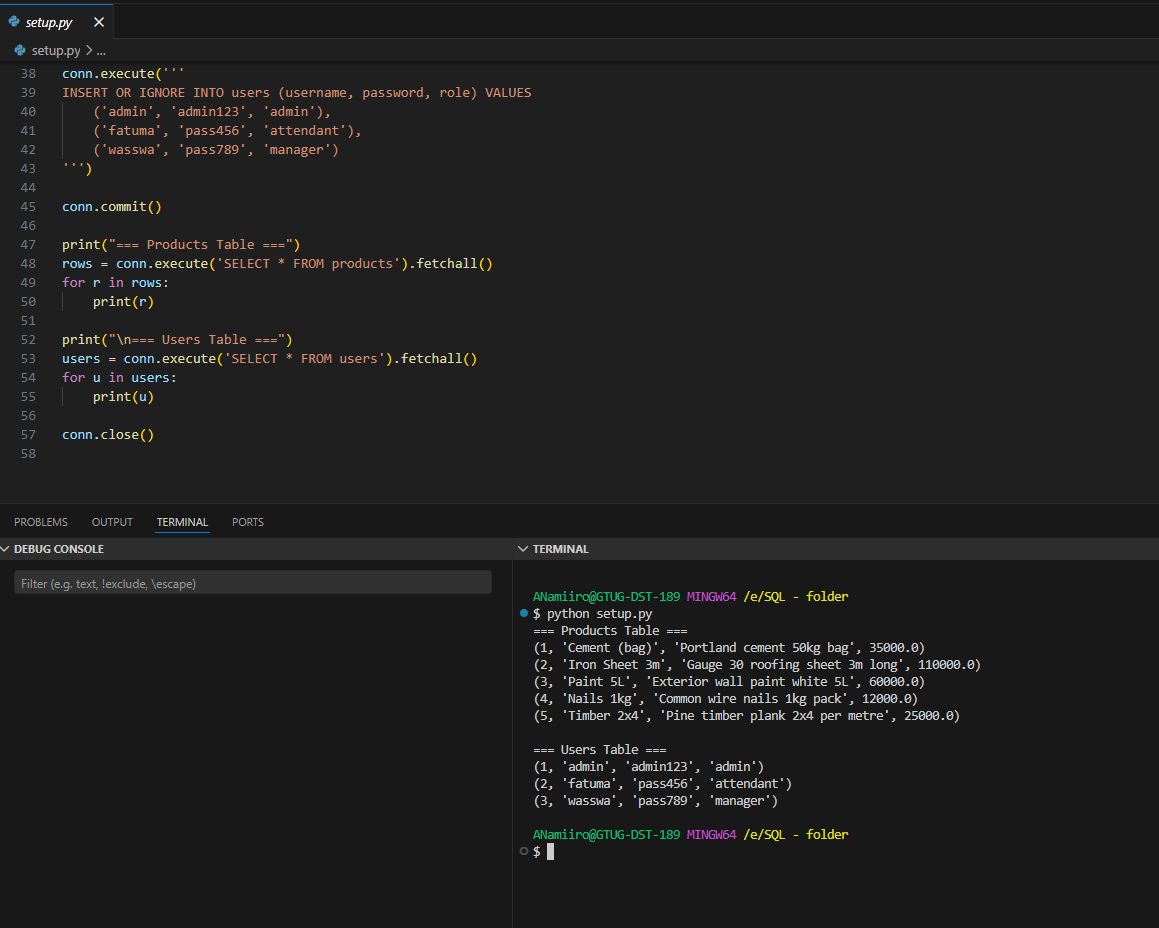 setup.py
setup.py > ...
38 conn.execute('''
39 INSERT OR IGNORE INTO users (username, password, role) VALUES
40     ('admin', 'admin123', 'admin'),
41     ('fatuma', 'pass456', 'attendant'),
42     ('wasswa', 'pass789', 'manager')
43 ''')
44
45 conn.commit()
46
47 print("=== Products Table ===")
48 rows = conn.execute('SELECT * FROM products').fetchall()
49 for r in rows:
50     print(r)
51
52 print("\n=== Users Table ===")
53 users = conn.execute('SELECT * FROM users').fetchall()
54 for u in users:
55     print(u)
56
57 conn.close()
58
PROBLEMS OUTPUT TERMINAL PORTS
DEBUG CONSOLE
Filter (e.g. text, !exclude, \escape)
TERMINAL
ANamiiro@GTUG-DST-189 MINGW64 /e/SQL - folder
$ python setup.py
=== Products Table ===
(1, 'Cement (bag)', 'Portland cement 50kg bag', 35000.0)
(2, 'Iron Sheet 3m', 'Gauge 30 roofing sheet 3m long', 110000.0)
(3, 'Paint 5L', 'Exterior wall paint white 5L', 60000.0)
(4, 'Nails 1kg', 'Common wire nails 1kg pack', 12000.0)
(5, 'Timber 2x4', 'Pine timber plank 2x4 per metre', 25000.0)

=== Users Table ===
(1, 'admin', 'admin123', 'admin')
(2, 'fatuma', 'pass456', 'attendant')
(3, 'wasswa', 'pass789', 'manager')

ANamiiro@GTUG-DST-189 MINGW64 /e/SQL - folder
$